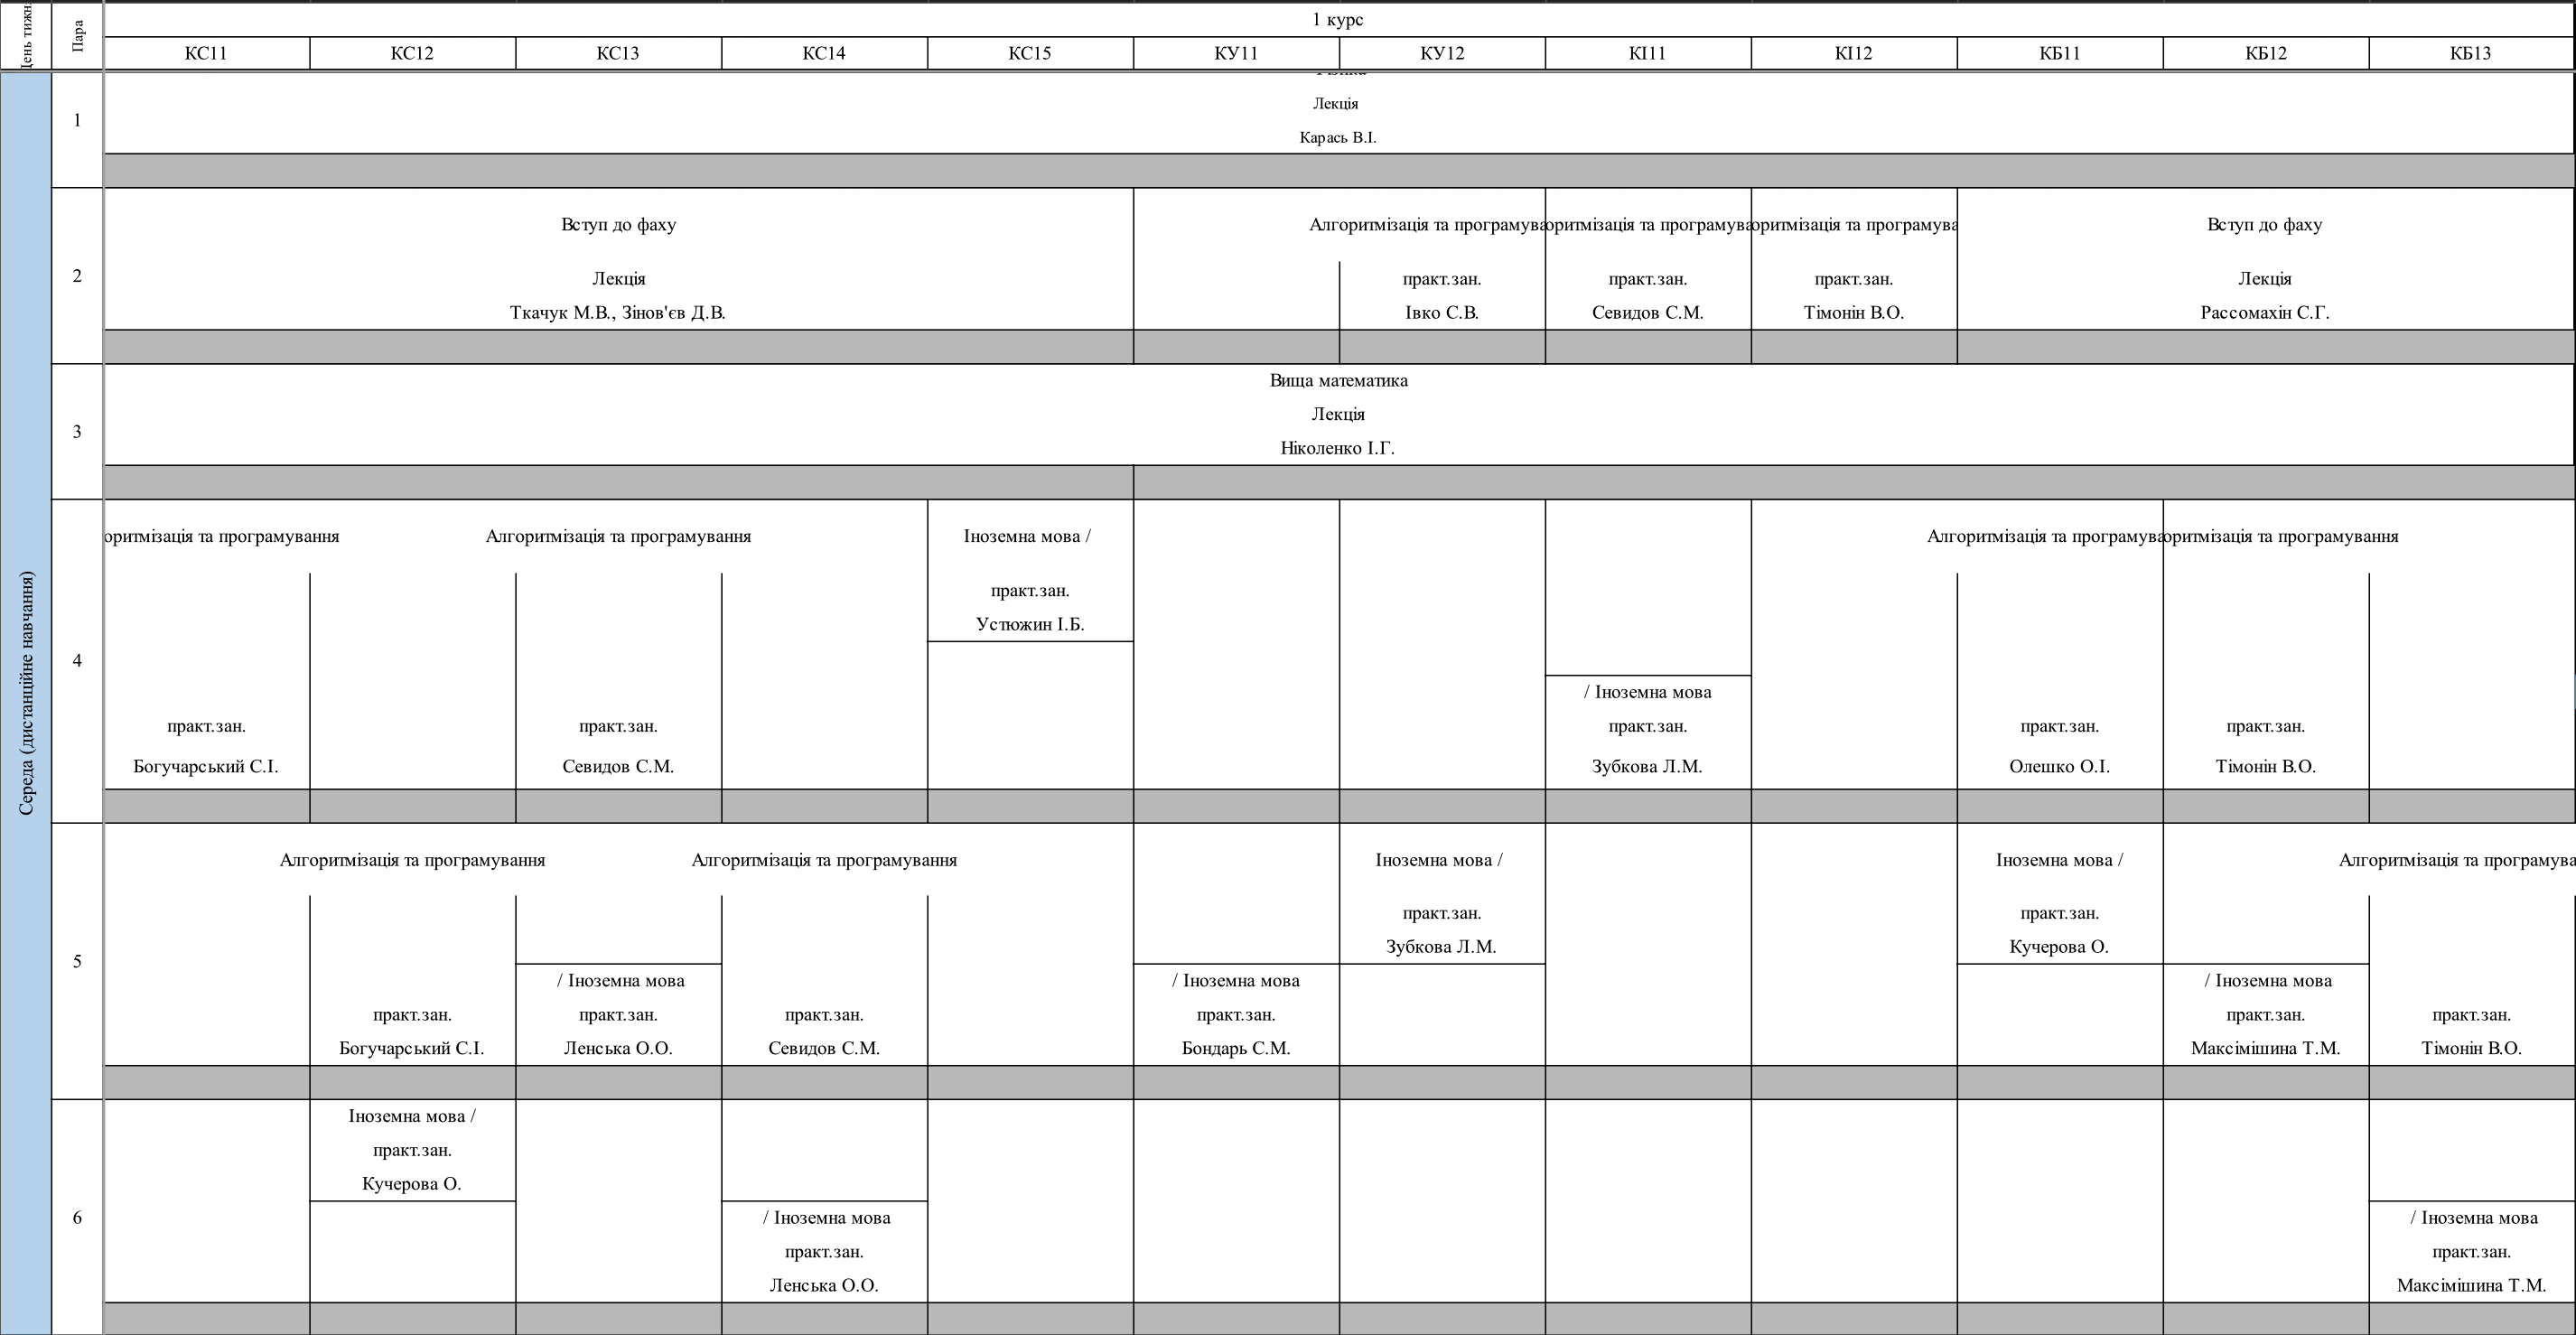 День тижня
Пара
1 курс
КС11 КС12 КС13 КС14 КС15 КУ11 КУ12 КІ11 КІ12 КБ11 КБ12 КБ13
Середа (дистанційне навчання)
1
Лекція
Карась В.І.
2
Вступ до фаху Алгоритмізація та програмува оритмізація та програмува оритмізація та програмува Вступ до фаху
Лекція практ.зан. практ.зан. практ.зан. Лекція
Ткачук М.В., Зінов'єв Д.В. Івко С.В. Севидов С.М. Тімонін В.О. Рассомахін С.Г.
3
Вища математика
Лекція
Ніколенко І.Г.
4
оритмізація та програмування Алгоритмізація та програмування Іноземна мова / Алгоритмізація та програмува оритмізація та програмування
практ.зан.
Устюжин І.Б.
/ Іноземна мова
практ.зан. практ.зан. практ.зан. практ.зан. практ.зан.
Богучарський С.І. Севидов С.М. Зубкова Л.М. Олешко О.І. Тімонін В.О.
5
Алгоритмізація та програмування Алгоритмізація та програмування Іноземна мова / Іноземна мова / Алгоритмізація та програмува
практ.зан. практ.зан.
Зубкова Л.М. Кучерова О.
/ Іноземна мова / Іноземна мова / Іноземна мова
практ.зан. практ.зан. практ.зан. практ.зан. практ.зан. практ.зан.
Богучарський С.І. Ленська О.О. Севидов С.М. Бондарь С.М. Максімішина Т.М. Тімонін В.О.
6
Іноземна мова /
практ.зан.
Кучерова О.
/ Іноземна мова / Іноземна мова
практ.зан. практ.зан.
Ленська О.О. Максімішина Т.М.